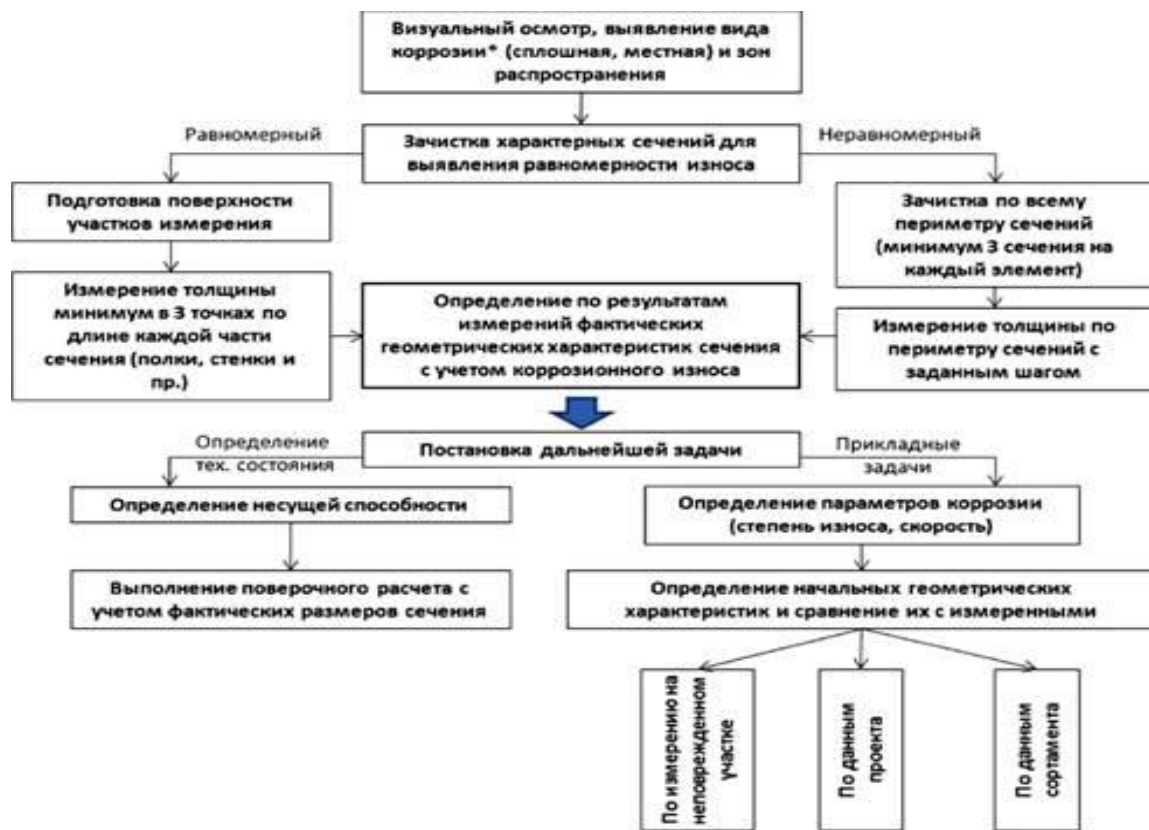 Визуальный осмотр, выявление вида
коррозии* (сплошная, местная) и зон
распространения
Равномерный
Зачистка характерных сечений для
выявления равномерности износа
Неравномерный
Подготовка поверхности
участков измерения
Зачистка по всему
периметру сечений
(минимум 3 сечения на
каждый элемент)
Измерение толщины
минимум в 3 точках по
длине каждой части
сечения (полки, стенки и
пр.)
Определение по результатам
измерений фактических
геометрических характеристик сечения
с учетом коррозионного износа
Измерение толщины по
периметру сечений с
заданным шагом
Определение
тех. состояния
Постановка дальнейшей задачи
Прикладные
задачи
Определение несущей способности
Определение параметров коррозии
(степень износа, скорость)
Выполнение поверочного расчета с
учетом фактических размеров сечения
Определение начальных геометрических
характеристик и сравнение их с измеренными
По измерению на
неповрежденном
участке
По данным
проекта
По данным
сортамента